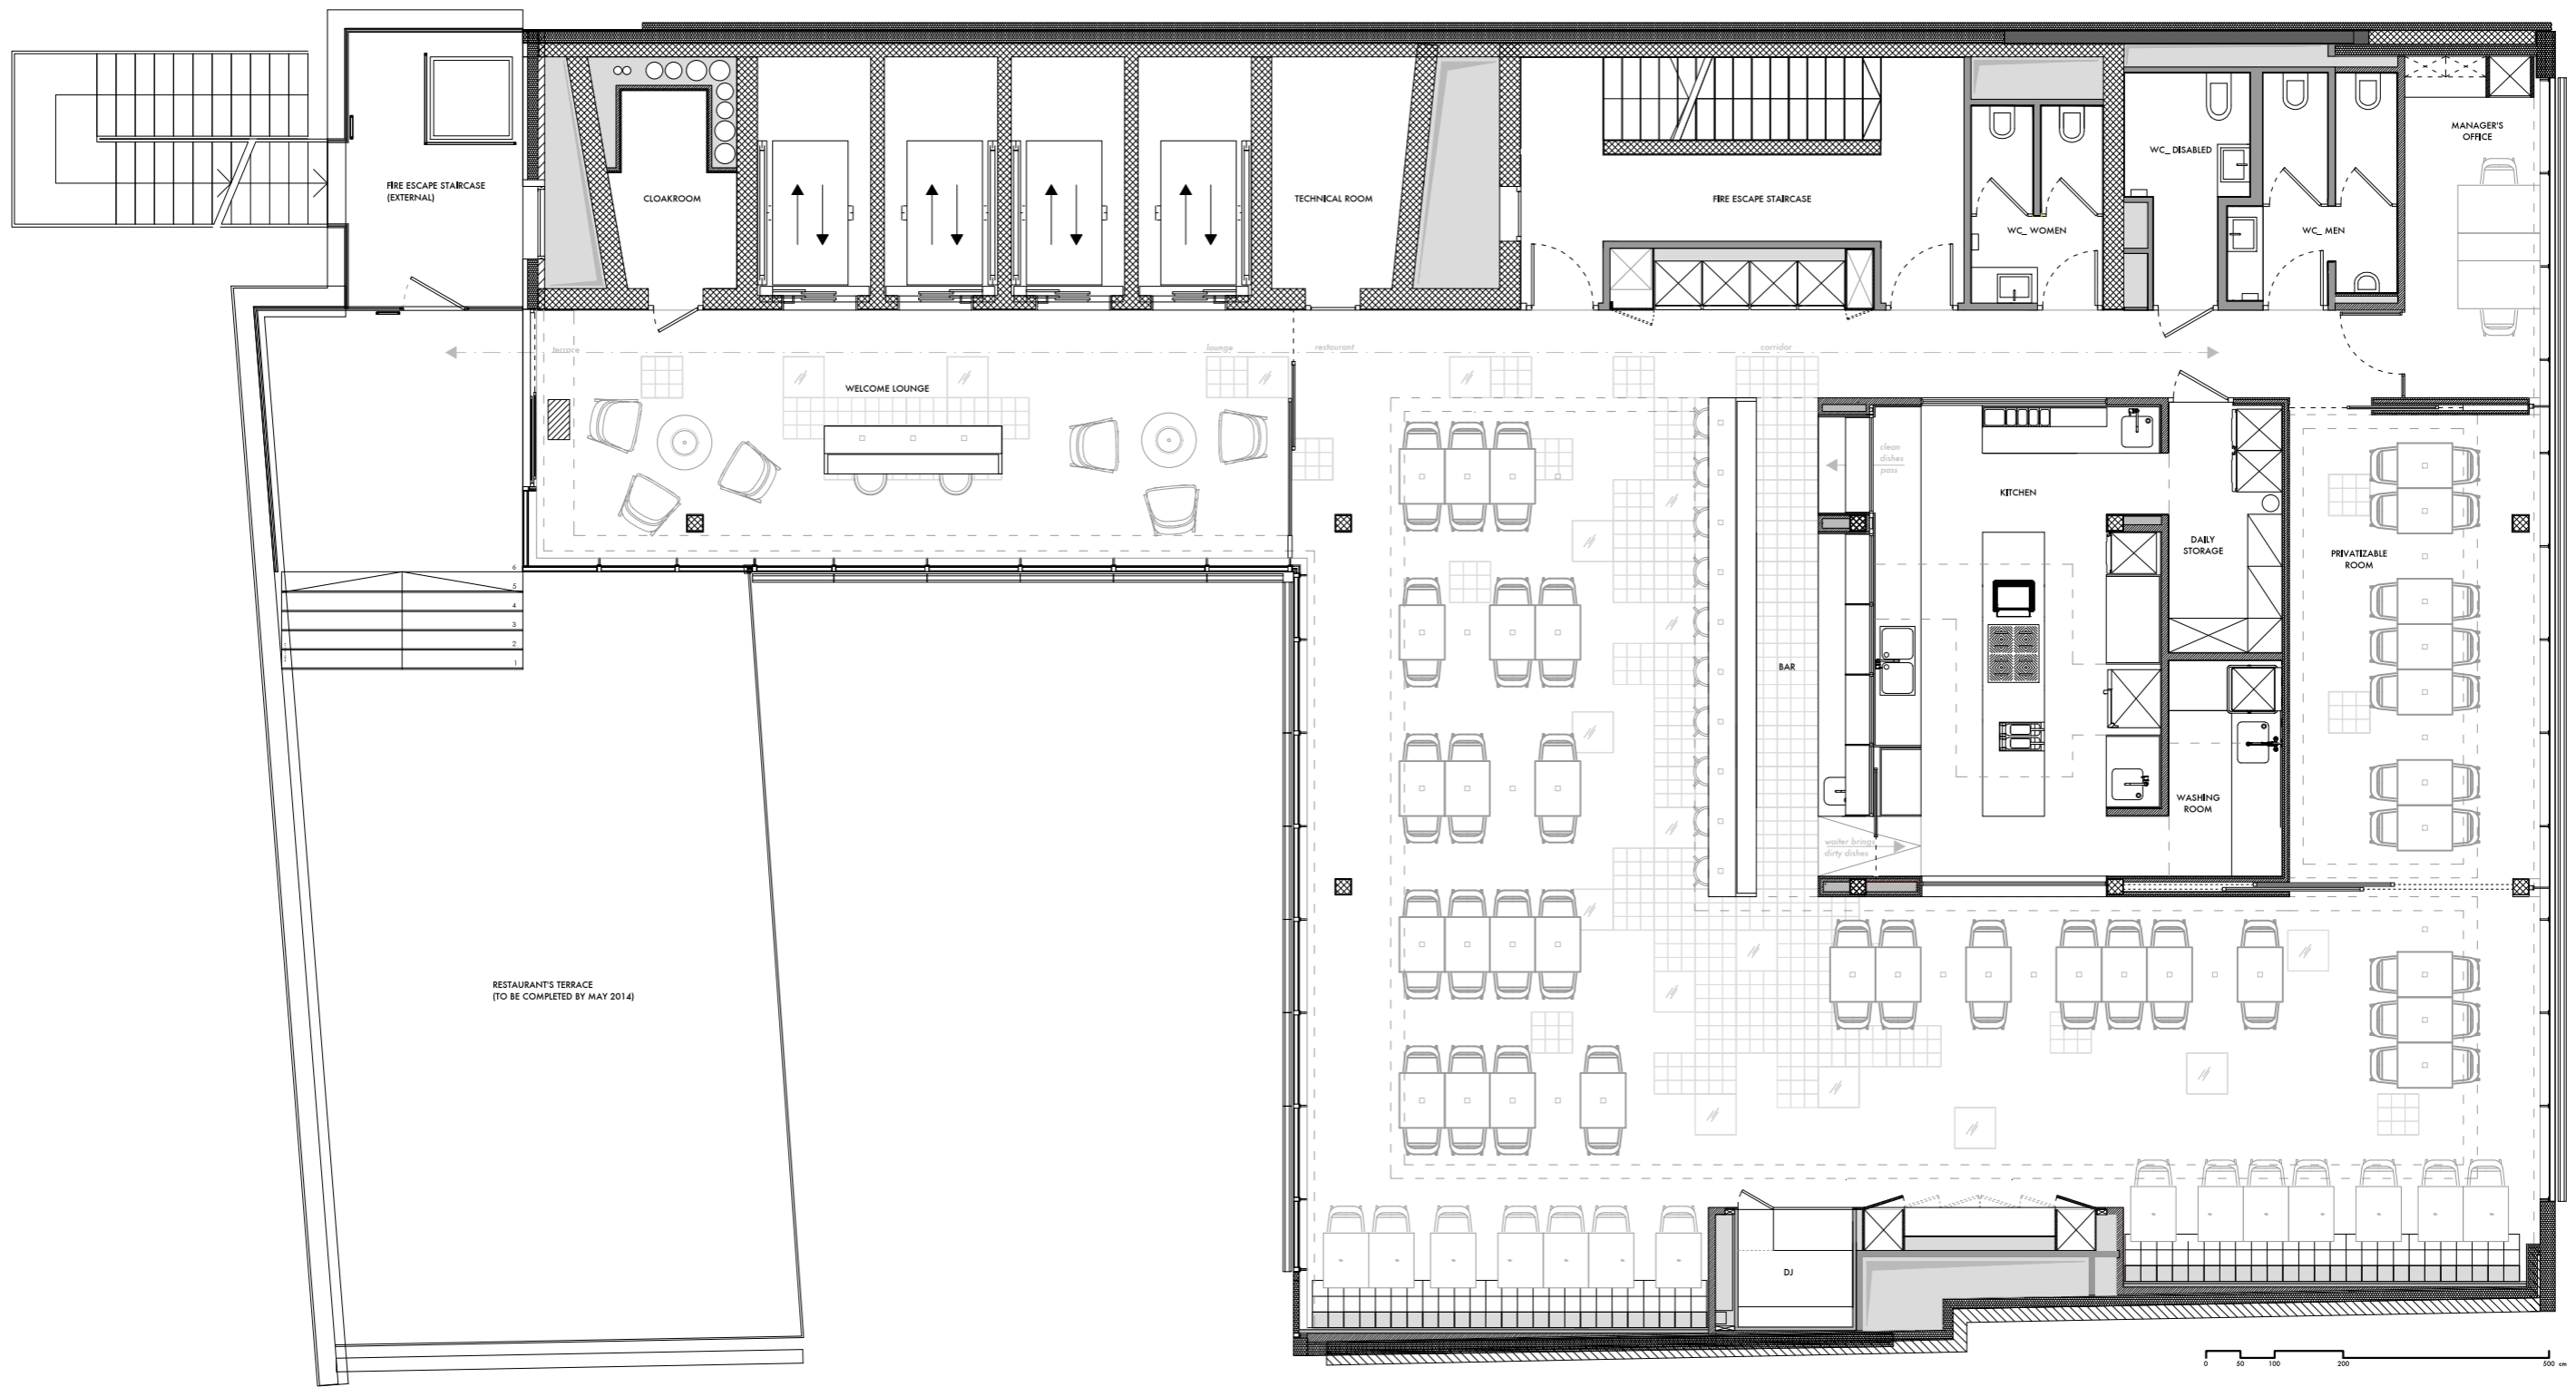 MANAGER'S
OFFICE
WC_ DISABLED
FIRE ESCAPE STAIRCASE
(EXTERNAL)
CLOAKROOM
TECHNICAL ROOM
FIRE ESCAPE STAIRCASE
WC_ WOMEN
WC_ MEN
terrace
lounge
restaurant
corridor
WELCOME LOUNGE
clean
dishes
pass
KITCHEN
DAILY
STORAGE
PRIVATIZABLE
ROOM
6
5
4
3
2
1
BAR
WASHING
ROOM
waiter brings
dirty dishes
RESTAURANT'S TERRACE
(TO BE COMPLETED BY MAY 2014)
DJ
0 50 100 200 500 cm